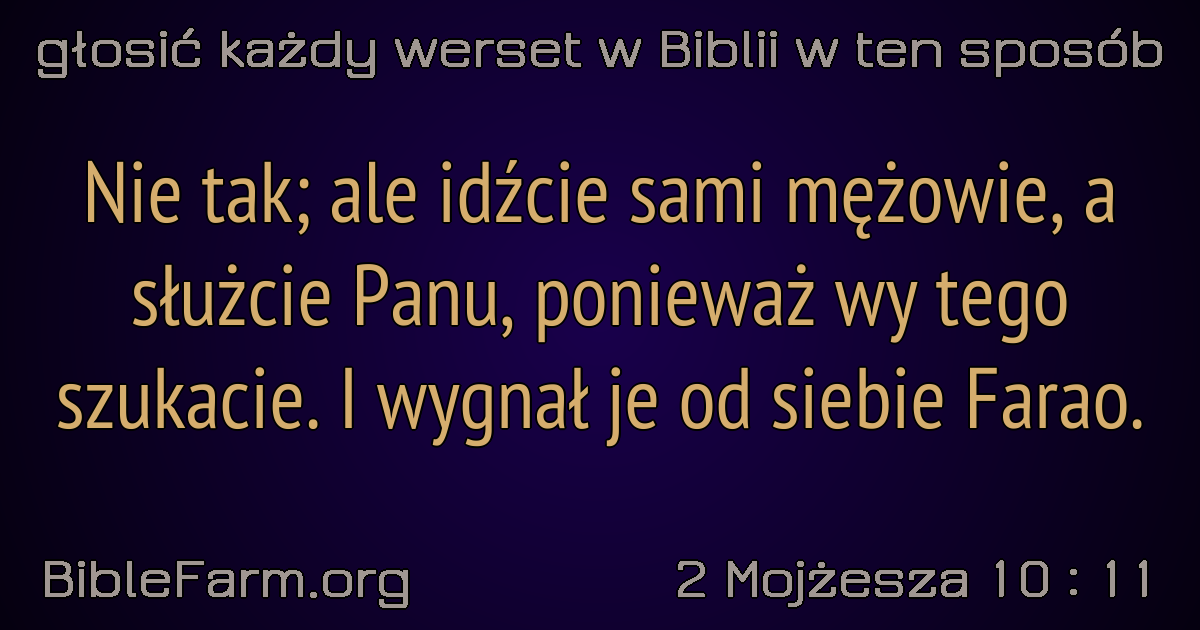 głosić każdy werset w Biblii w ten sposób
Nie tak; ale idźcie sami mężowie, a
służcie Panu, ponieważ wy tego
szukacie. I wygnał je od siebie Farao.
BibleFarm.org
2 Mojżesza 10 : 11